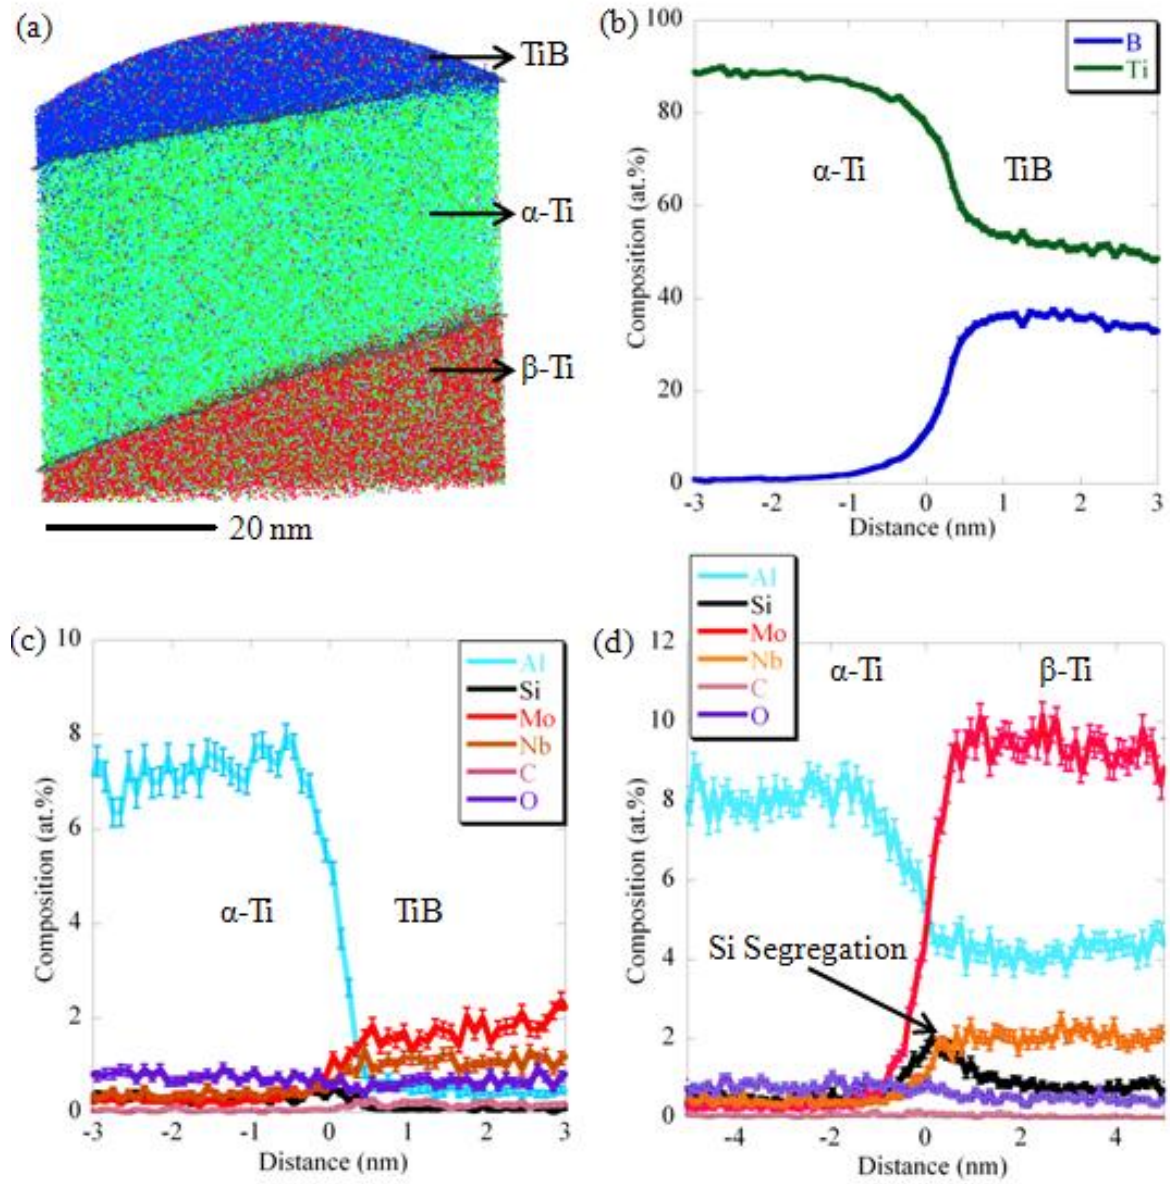 (a)
TiB
α-Ti
β-Ti
20 nm
(b)
100
80
60
40
20
0
Composition (at.%)
B
Ti
α-Ti
TiB
-3
-2
-1
0
1
2
3
Distance (nm)
(c)
10
8
6
4
2
0
Composition (at.%)
Al
Si
Mo
Nb
C
O
α-Ti
TiB
-3
-2
-1
0
1
2
3
Distance (nm)
Al
Si
Mo
Nb
C
O
(d)
12
10
8
6
4
2
0
Composition (at.%)
α-Ti
β-Ti
Si Segregation
-4
-2
0
2
4
Distance (nm)